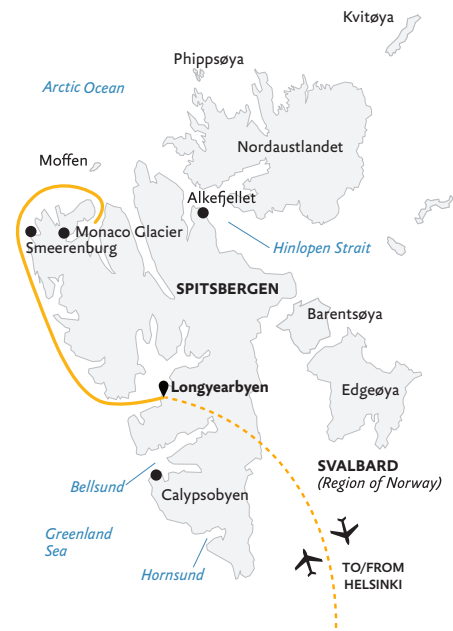 Kvitøya
Phippsøya
Arctic Ocean
Nordaustlandet
Moffen
Alkefjellet
Monaco Glacier
Smeerenburg
Hinlopen Strait
SPITSBERGEN
Barentsøya
Longyearbyen
Edgeøya
SVALBARD
(Region of Norway)
Bellsund
Calypsobyen
Greenland
Sea
Hornsund
TO/FROM
HELSINKI